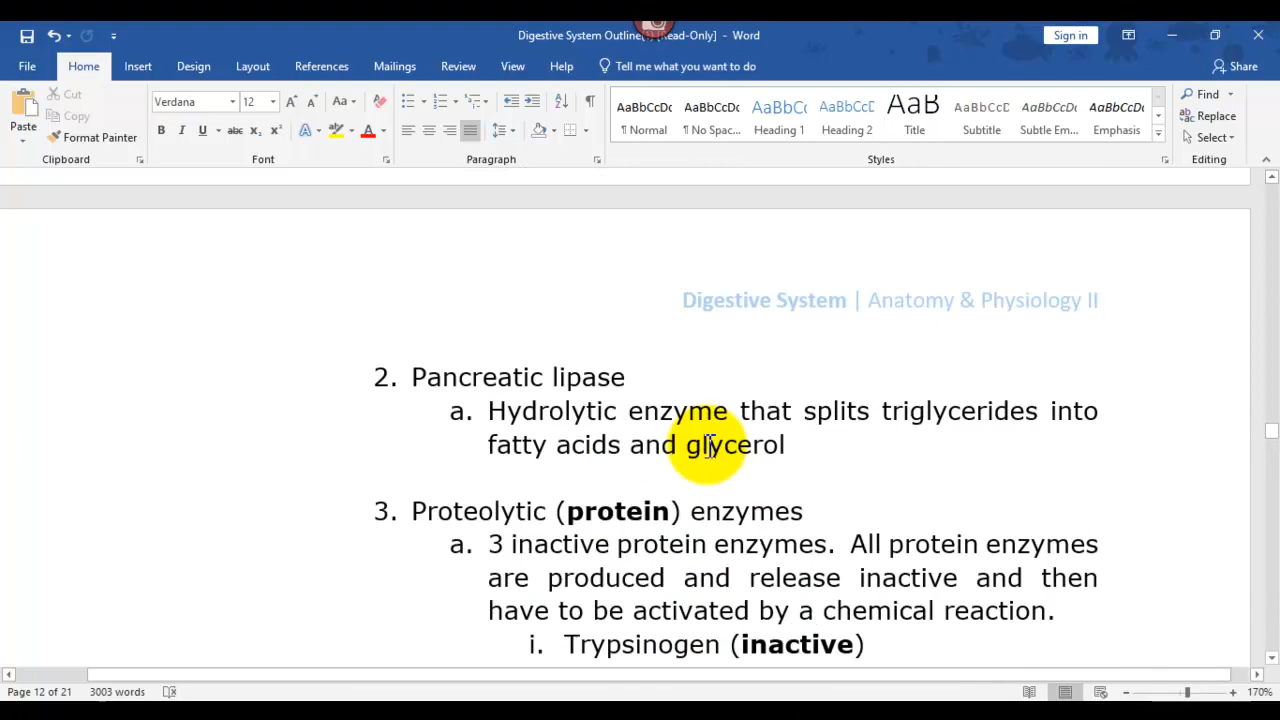 Digestive System Outline [Read-Only] - Word
Sign in
File Home Insert Design Layout References Mailings Review View Help Tell me what you want to do Share
Paste
Cut
Copy
Format Painter
Clipboard
Verdana 12 Aa
B I U abc x₂ x² A A
Font
Paragraph
AaBbCcDc AaBbCcDc AaBbCc AaBbCcD AaB AaBbCcDc AaBbCcDc AaBbCcDc
¶ Normal ¶ No Spac... Heading 1 Heading 2 Title Subtitle Subtle Em... Emphasis
Styles
Find
Replace
Select
Editing
Digestive System | Anatomy & Physiology II
2. Pancreatic lipase
a. Hydrolytic enzyme that splits triglycerides into
fatty acids and glycerol
3. Proteolytic (protein) enzymes
a. 3 inactive protein enzymes. All protein enzymes
are produced and release inactive and then
have to be activated by a chemical reaction.
i. Trypsinogen (inactive)
Page 12 of 21 3003 words 170%